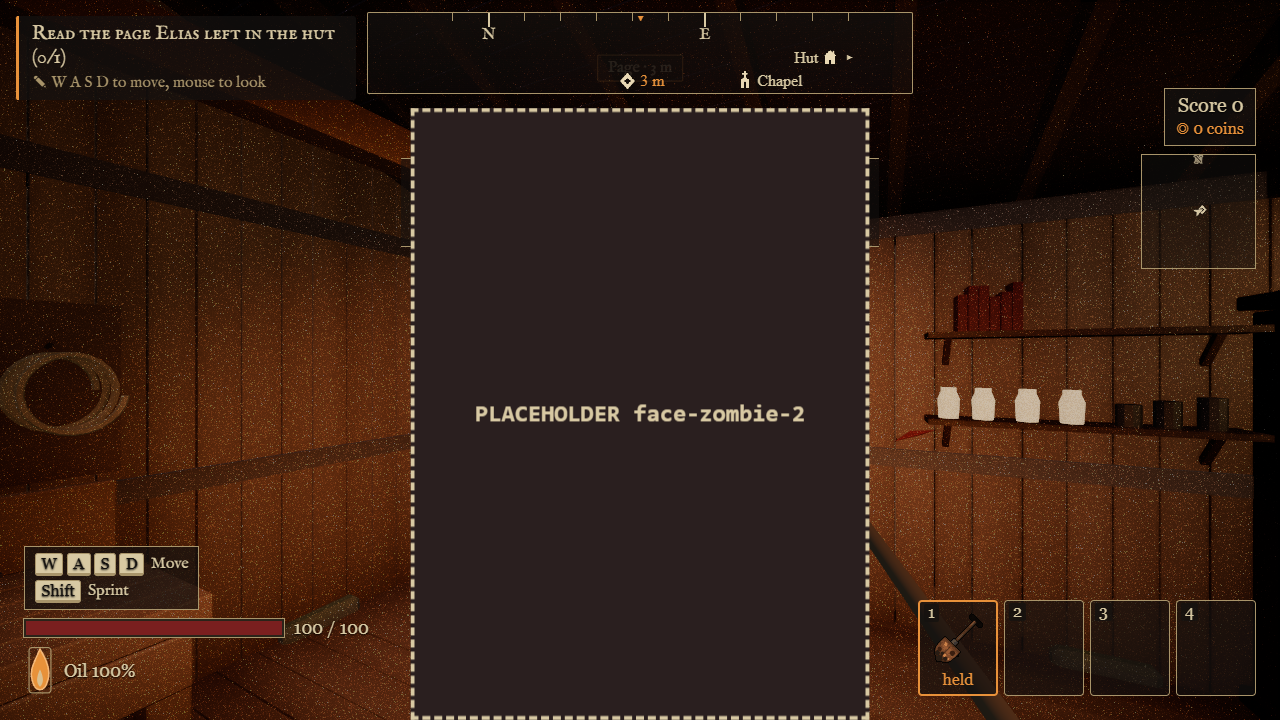 Read the page Elias left in the hut
(0/1)
W A S D to move, mouse to look
N
E
Hut
Page · 3 m
3 m
Chapel
Score 0
0 coins
PLACEHOLDER face-zombie-2
W A S D Move
Shift Sprint
100 / 100
Oil 100%
1
2
3
4
held